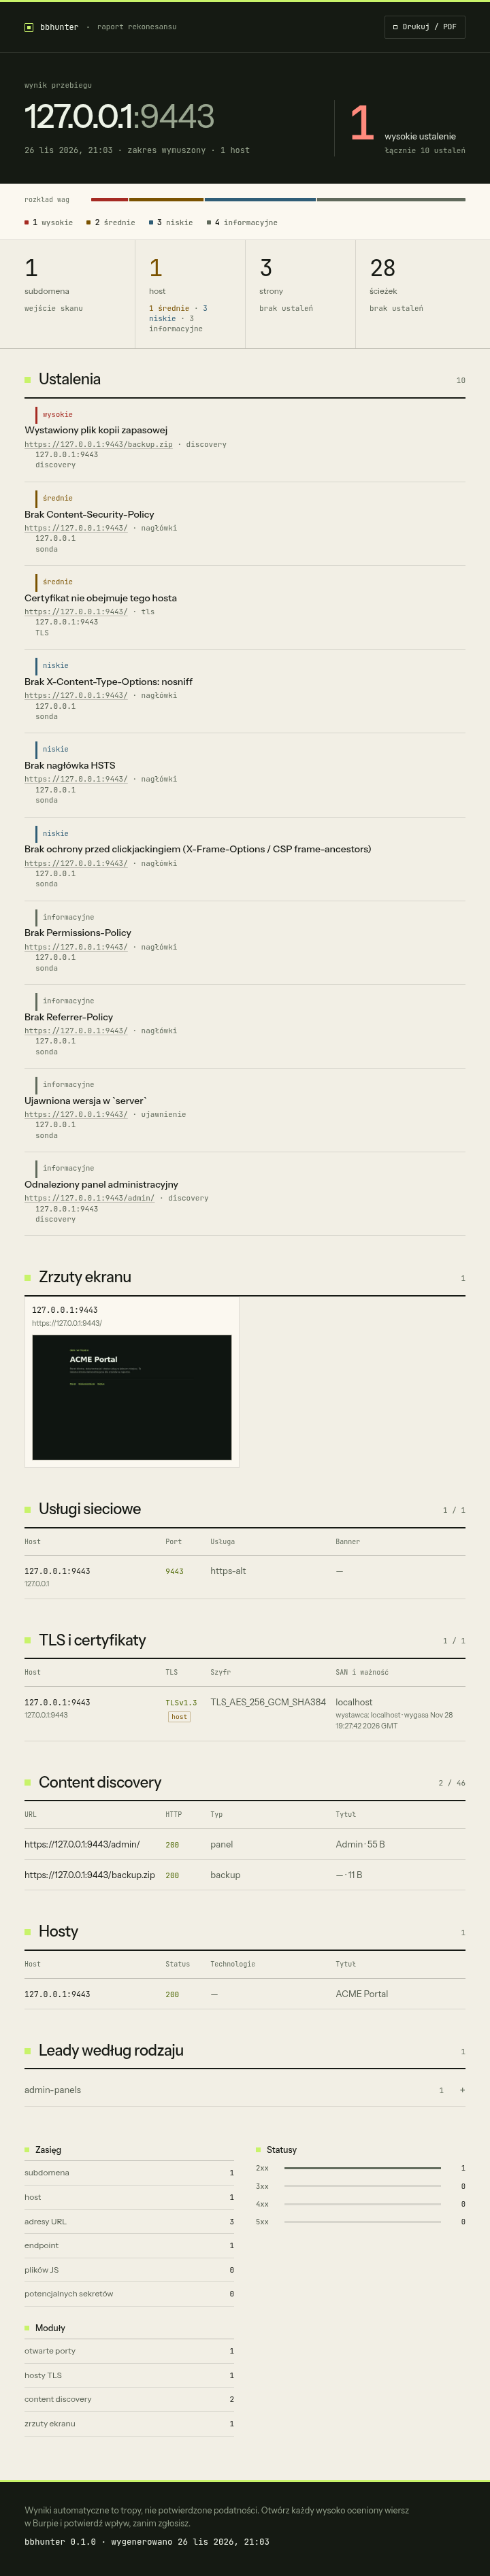 bbhunter · raport rekonesansu
Drukuj / PDF
wynik przebiegu
127.0.0.1:9443
26 lis 2026, 21:03 · zakres wymuszony · 1 host
1 wysokie ustalenie
łącznie 10 ustaleń
rozkład wag
1 wysokie 2 średnie 3 niskie 4 informacyjne
1
subdomena
wejście skanu
1
host
1 średnie · 3
niskie · 3
informacyjne
3
strony
brak ustaleń
28
ścieżek
brak ustaleń
Ustalenia 10
wysokie
Wystawiony plik kopii zapasowej
https://127.0.0.1:9443/backup.zip · discovery
127.0.0.1:9443
discovery
średnie
Brak Content-Security-Policy
https://127.0.0.1:9443/ · nagłówki
127.0.0.1
sonda
średnie
Certyfikat nie obejmuje tego hosta
https://127.0.0.1:9443/ · tls
127.0.0.1:9443
TLS
niskie
Brak X-Content-Type-Options: nosniff
https://127.0.0.1:9443/ · nagłówki
127.0.0.1
sonda
niskie
Brak nagłówka HSTS
https://127.0.0.1:9443/ · nagłówki
127.0.0.1
sonda
niskie
Brak ochrony przed clickjackingiem (X-Frame-Options / CSP frame-ancestors)
https://127.0.0.1:9443/ · nagłówki
127.0.0.1
sonda
informacyjne
Brak Permissions-Policy
https://127.0.0.1:9443/ · nagłówki
127.0.0.1
sonda
informacyjne
Brak Referrer-Policy
https://127.0.0.1:9443/ · nagłówki
127.0.0.1
sonda
informacyjne
Ujawniona wersja w `server`
https://127.0.0.1:9443/ · ujawnienie
127.0.0.1
sonda
informacyjne
Odnaleziony panel administracyjny
https://127.0.0.1:9443/admin/ · discovery
127.0.0.1:9443
discovery
Zrzuty ekranu 1
127.0.0.1:9443
https://127.0.0.1:9443/
ACME Portal
Usługi sieciowe 1 / 1
Host Port Usługa Banner
127.0.0.1:9443 9443 https-alt —
127.0.0.1
TLS i certyfikaty 1 / 1
Host TLS Szyfr SAN i ważność
127.0.0.1:9443 TLSv1.3 TLS_AES_256_GCM_SHA384 localhost
127.0.0.1:9443 host wystawca: localhost · wygasa Nov 28
19:27:42 2026 GMT
Content discovery 2 / 46
URL HTTP Typ Tytuł
https://127.0.0.1:9443/admin/ 200 panel Admin · 55 B
https://127.0.0.1:9443/backup.zip 200 backup — · 11 B
Hosty 1
Host Status Technologie Tytuł
127.0.0.1:9443 200 — ACME Portal
Leady według rodzaju 1
admin-panels 1 +
Zasięg
subdomena 1
host 1
adresy URL 3
endpoint 1
plików JS 0
potencjalnych sekretów 0
Statusy
2xx 1
3xx 0
4xx 0
5xx 0
Moduły
otwarte porty 1
hosty TLS 1
content discovery 2
zrzuty ekranu 1
Wyniki automatyczne to tropy, nie potwierdzone podatności. Otwórz każdy wysoko oceniony wiersz
w Burpie i potwierdź wpływ, zanim zgłosisz.
bbhunter 0.1.0 · wygenerowano 26 lis 2026, 21:03